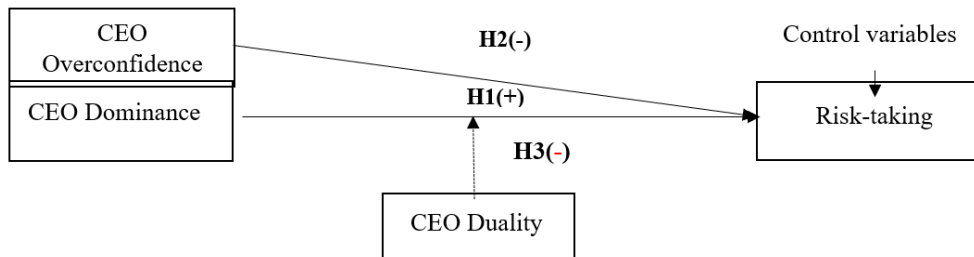 CEO
Overconfidence
H2(-)
Control variables
CEO Dominance
H1(+)
Risk-taking
H3(-)
CEO Duality